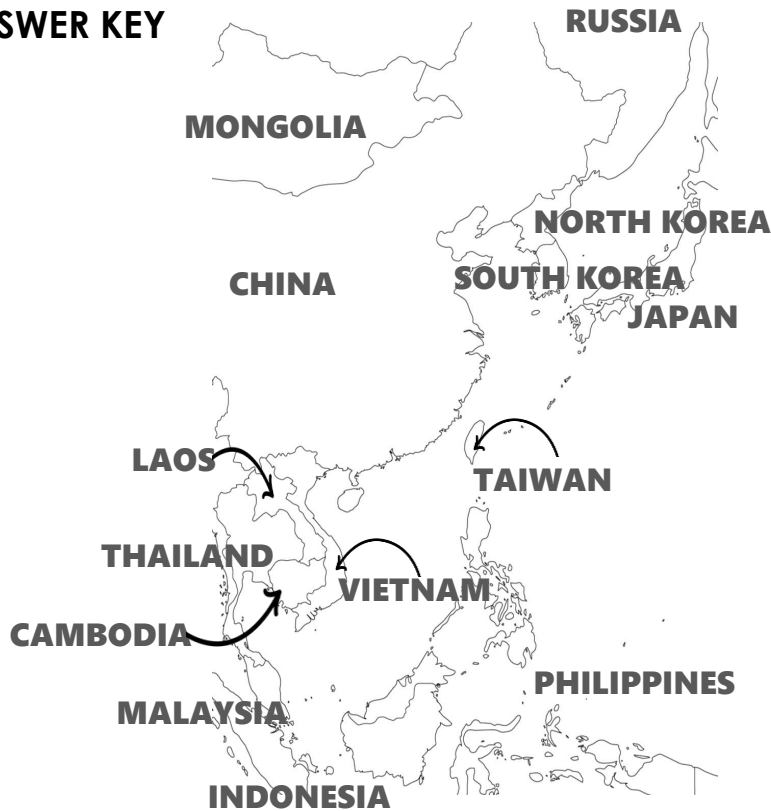 SWER KEY
RUSSIA
MONGOLIA
NORTH KOREA
CHINA
SOUTH KOREA
JAPAN
LAOS
TAIWAN
THAILAND
VIETNAM
CAMBODIA
PHILIPPINES
MALAYSIA
INDONESIA